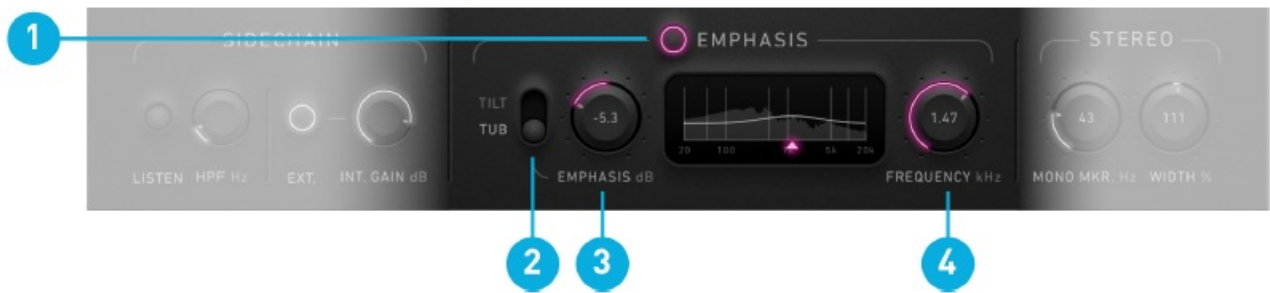 1
SIDECHAIN
EMPHASIS
STEREO
TILT
TUB
-5.3
20 100 1k 5k 20k
1.47
43
111
LISTEN HPF Hz EXT. INT. GAIN dB
EMPHASIS dB
FREQUENCY kHz
MONO MKR. Hz WIDTH %
2 3 4